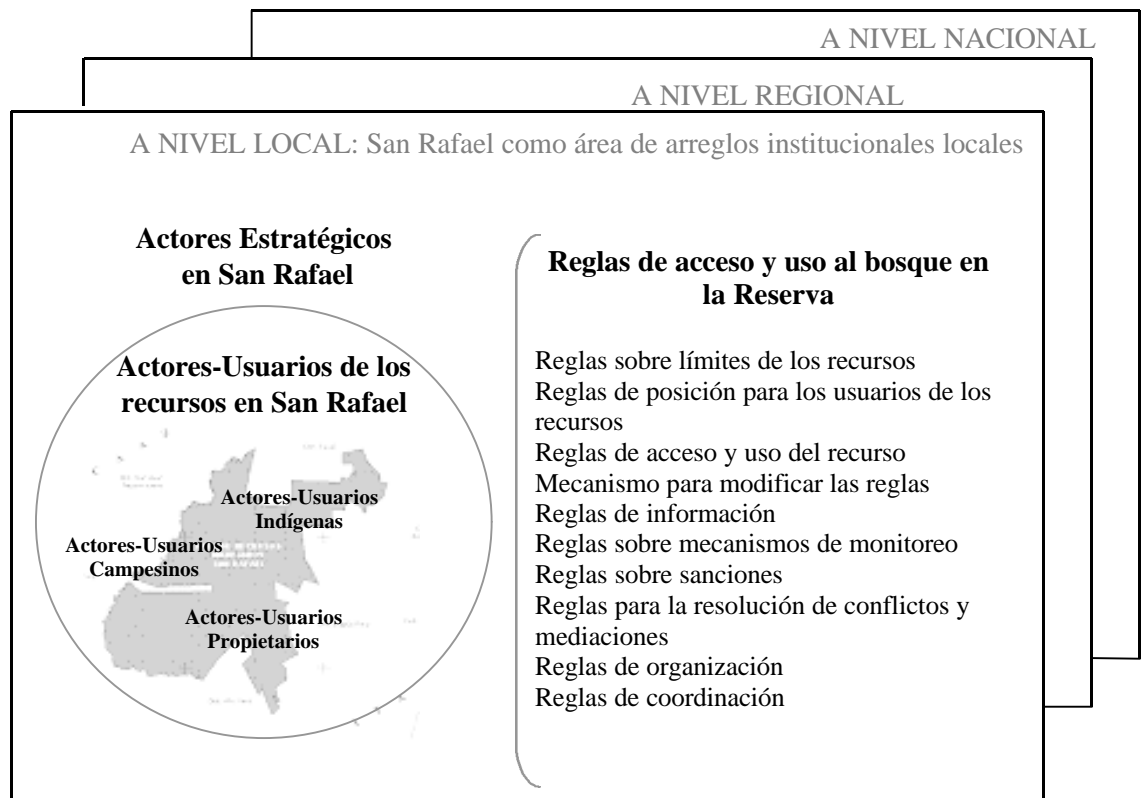 A NIVEL NACIONAL
A NIVEL REGIONAL
A NIVEL LOCAL: San Rafael como área de arreglos institucionales locales
Actores Estratégicos
en San Rafael
Actores-Usuarios de los
recursos en San Rafael
Actores-Usuarios
Indígenas
Actores-Usuarios
Campesinos
Actores-Usuarios
Propietarios
Reglas de acceso y uso al bosque en
la Reserva
Reglas sobre límites de los recursos
Reglas de posición para los usuarios de los
recursos
Reglas de acceso y uso del recurso
Mecanismo para modificar las reglas
Reglas de información
Reglas sobre mecanismos de monitoreo
Reglas sobre sanciones
Reglas para la resolución de conflictos y
mediaciones
Reglas de organización
Reglas de coordinación